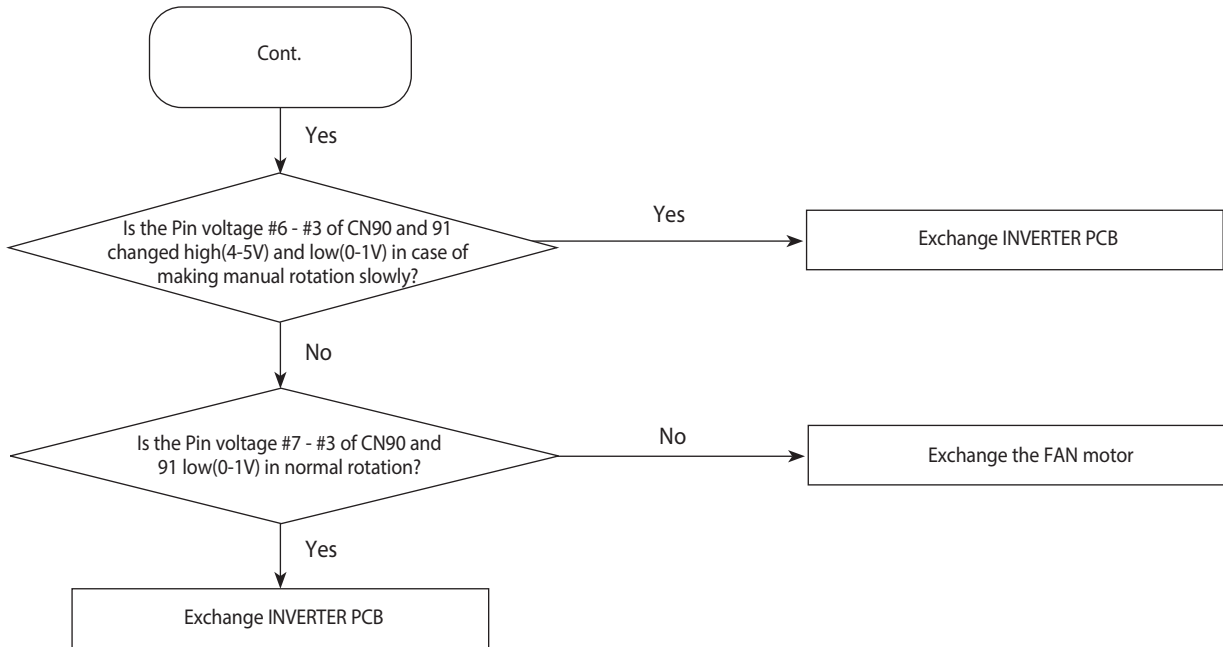 Cont.
Yes
Is the Pin voltage #6 - #3 of CN90 and 91
changed high(4-5V) and low(0-1V) in case of
making manual rotation slowly?
Yes
Exchange INVERTER PCB
No
Is the Pin voltage #7 - #3 of CN90 and
91 low(0-1V) in normal rotation?
No
Exchange the FAN motor
Yes
Exchange INVERTER PCB